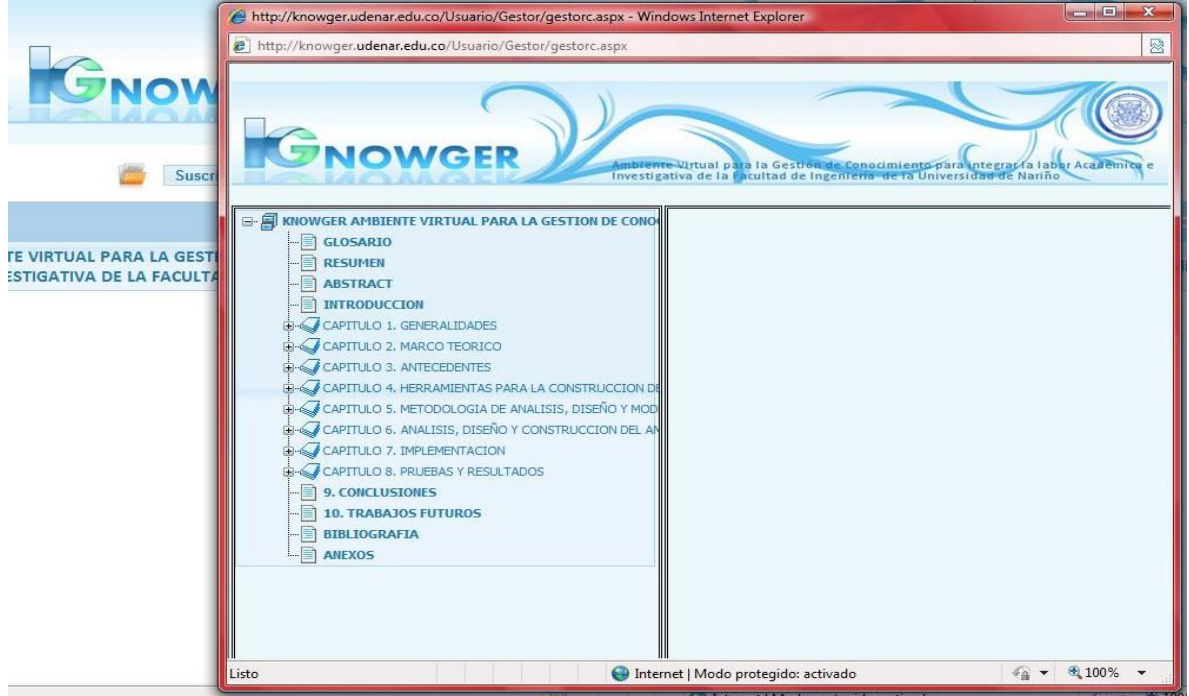 http://knowger.udenar.edu.co/Usuario/Gestor/gestorc.aspx - Windows Internet Explorer
http://knowger.udenar.edu.co/Usuario/Gestor/gestorc.aspx
KGNOW
KGNOWGER
Ambiente Virtual para la Gestión de Conocimiento para integrar la labor Académica e
Investigativa de la Facultad de Ingeniería de la Universidad de Nariño
Suscri
TE VIRTUAL PARA LA GESTI
ESTIGATIVA DE LA FACULTA
KNOWGER AMBIENTE VIRTUAL PARA LA GESTION DE CONO
GLOSARIO
RESUMEN
ABSTRACT
INTRODUCCION
CAPITULO 1. GENERALIDADES
CAPITULO 2. MARCO TEORICO
CAPITULO 3. ANTECEDENTES
CAPITULO 4. HERRAMIENTAS PARA LA CONSTRUCCION DE
CAPITULO 5. METODOLOGIA DE ANALISIS, DISEÑO Y MOD
CAPITULO 6. ANALISIS, DISEÑO Y CONSTRUCCION DEL AM
CAPITULO 7. IMPLEMENTACION
CAPITULO 8. PRUEBAS Y RESULTADOS
9. CONCLUSIONES
10. TRABAJOS FUTUROS
BIBLIOGRAFIA
ANEXOS
Listo
Internet | Modo protegido: activado
100%